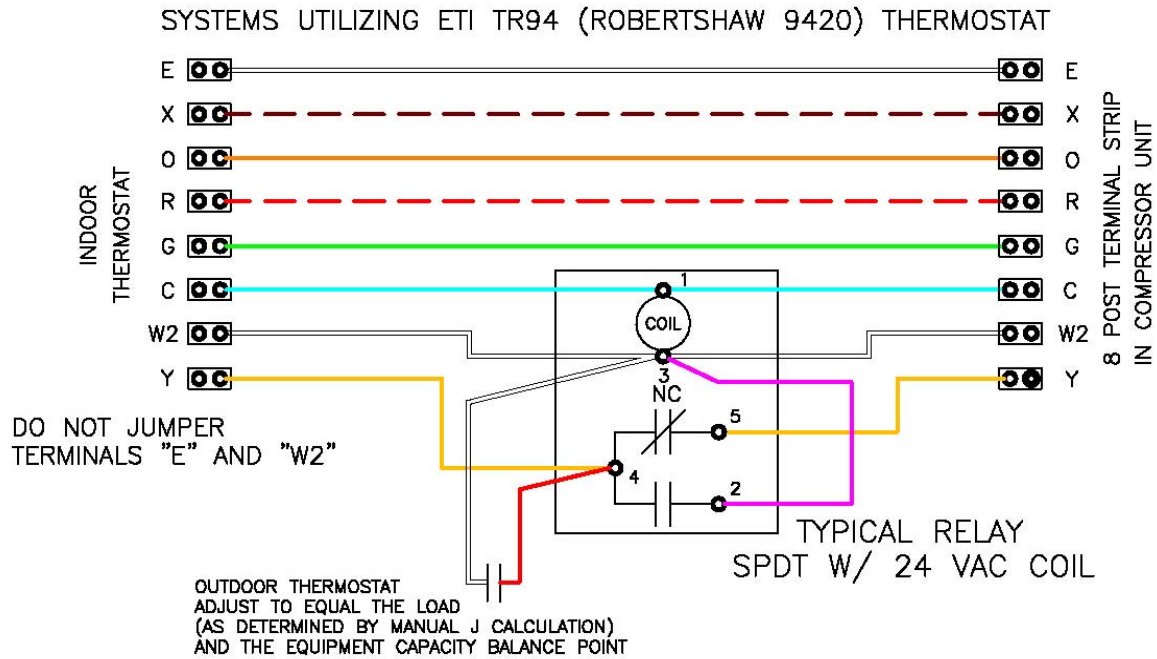 SYSTEMS UTILIZING ETI TR94 (ROBERTSHAW 9420) THERMOSTAT
E E
X X
O O
R R
G G
C C
W2 W2
Y Y
INDOOR
THERMOSTAT
8 POST TERMINAL STRIP
IN COMPRESSOR UNIT
1
COIL
3
NC
5
4
2
DO NOT JUMPER
TERMINALS "E" AND "W2"
TYPICAL RELAY
SPDT W/ 24 VAC COIL
OUTDOOR THERMOSTAT
ADJUST TO EQUAL THE LOAD
(AS DETERMINED BY MANUAL J CALCULATION)
AND THE EQUIPMENT CAPACITY BALANCE POINT